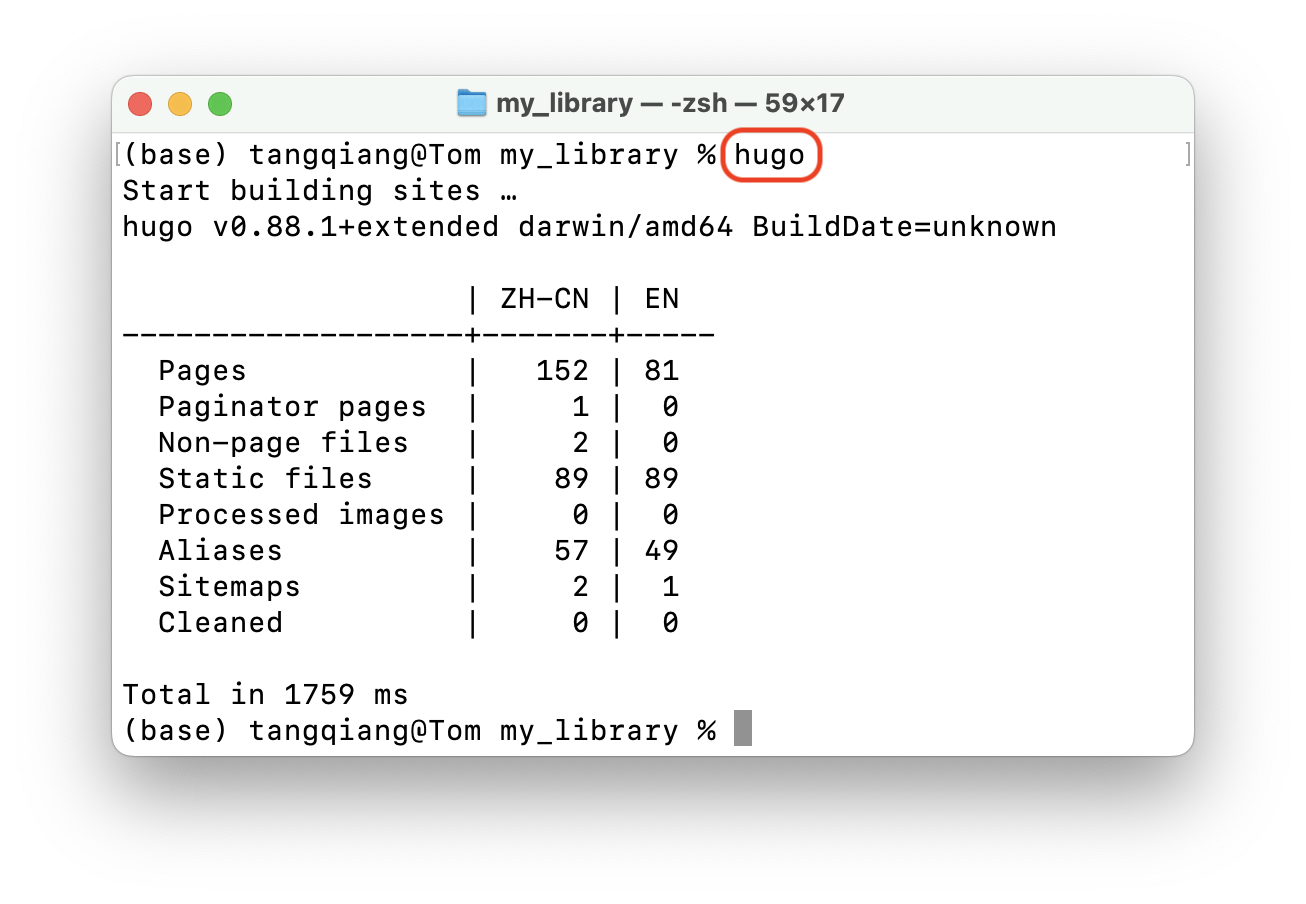 my_library — -zsh — 59×17
(base) tangqiang@Tom my_library % hugo
Start building sites …
hugo v0.88.1+extended darwin/amd64 BuildDate=unknown
                   | ZH-CN | EN
-------------------+-------+-----
  Pages            |   152 | 81
  Paginator pages  |     1 |  0
  Non-page files   |     2 |  0
  Static files     |    89 | 89
  Processed images |     0 |  0
  Aliases          |    57 | 49
  Sitemaps         |     2 |  1
  Cleaned          |     0 |  0
Total in 1759 ms
(base) tangqiang@Tom my_library %